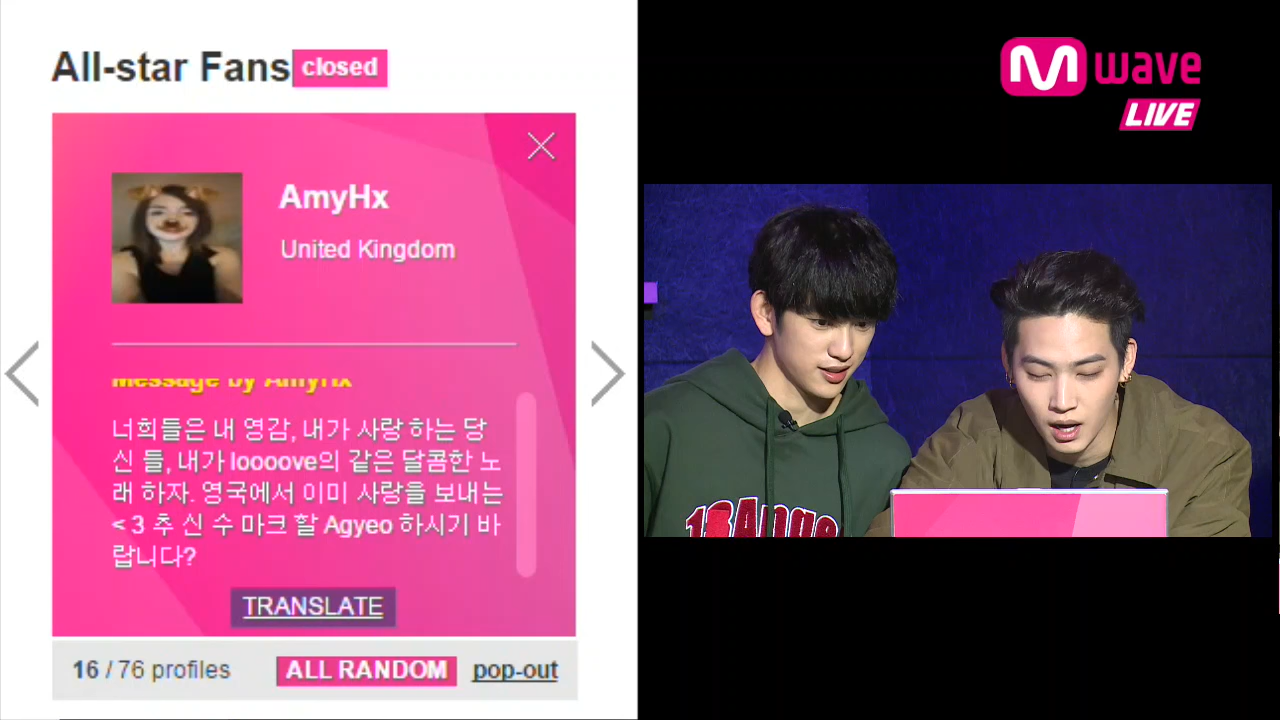 All-star Fans closed
AmyHx
United Kingdom
Message by AmyHx
너희들은 내 영감, 내가 사랑 하는 당
신 들, 내가 loooove의 같은 달콤한 노
래 하자. 영국에서 이미 사랑을 보내는
< 3 추 신 수 마크 할 Agyeo 하시기 바
랍니다?
TRANSLATE
16 / 76 profiles ALL RANDOM pop-out
M wave
LIVE